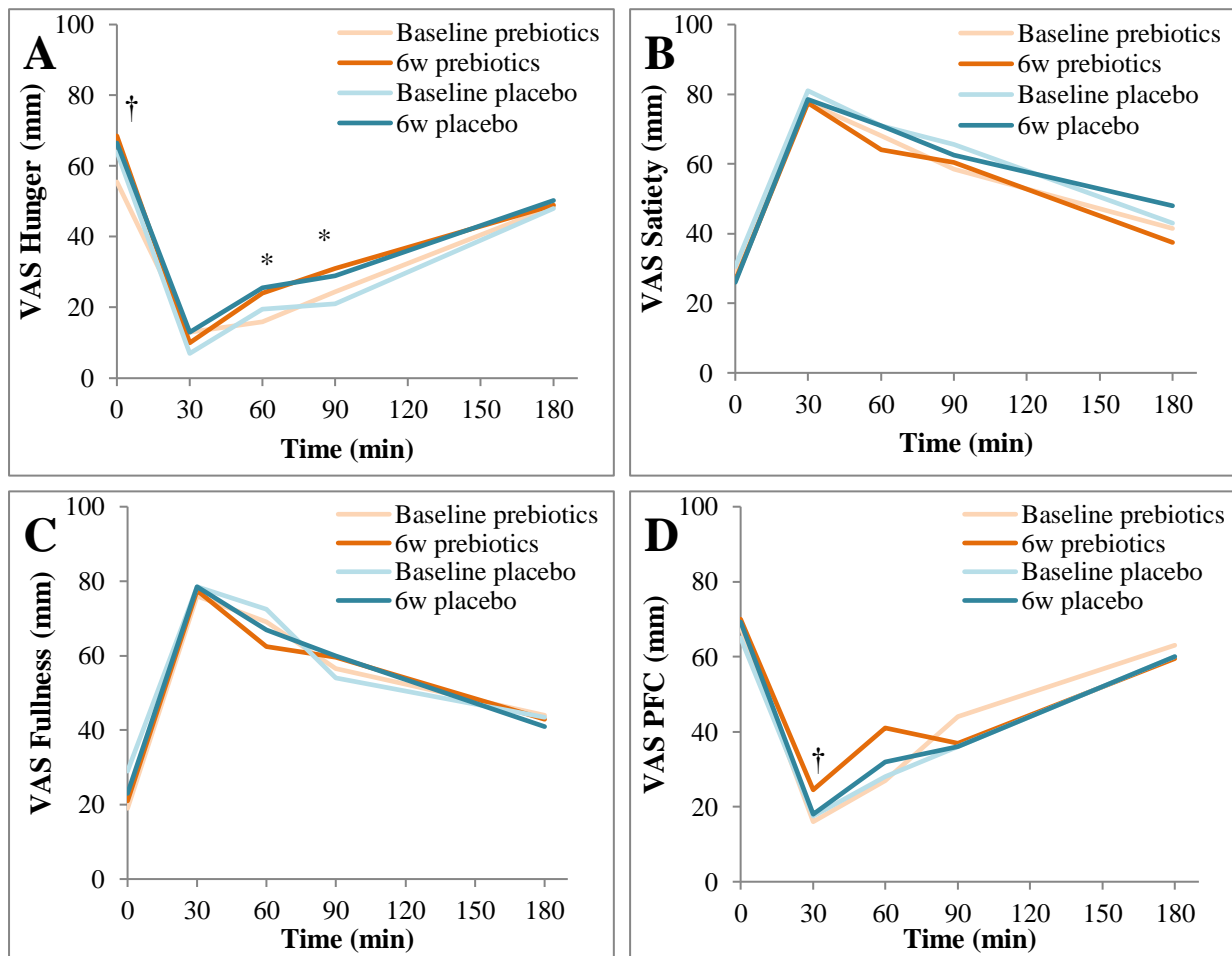 A
VAS Hunger (mm)
100
80
60
40
20
0
†
*
*
Baseline prebiotics
6w prebiotics
Baseline placebo
6w placebo
0 30 60 90 120 150 180
Time (min)
B
VAS Satiety (mm)
100
80
60
40
20
0
Baseline prebiotics
6w prebiotics
Baseline placebo
6w placebo
0 30 60 90 120 150 180
Time (min)
C
VAS Fullness (mm)
100
80
60
40
20
0
Baseline prebiotics
6w prebiotics
Baseline placebo
6w placebo
0 30 60 90 120 150 180
Time (min)
D
VAS PFC (mm)
100
80
60
40
20
0
†
Baseline prebiotics
6w prebiotics
Baseline placebo
6w placebo
0 30 60 90 120 150 180
Time (min)